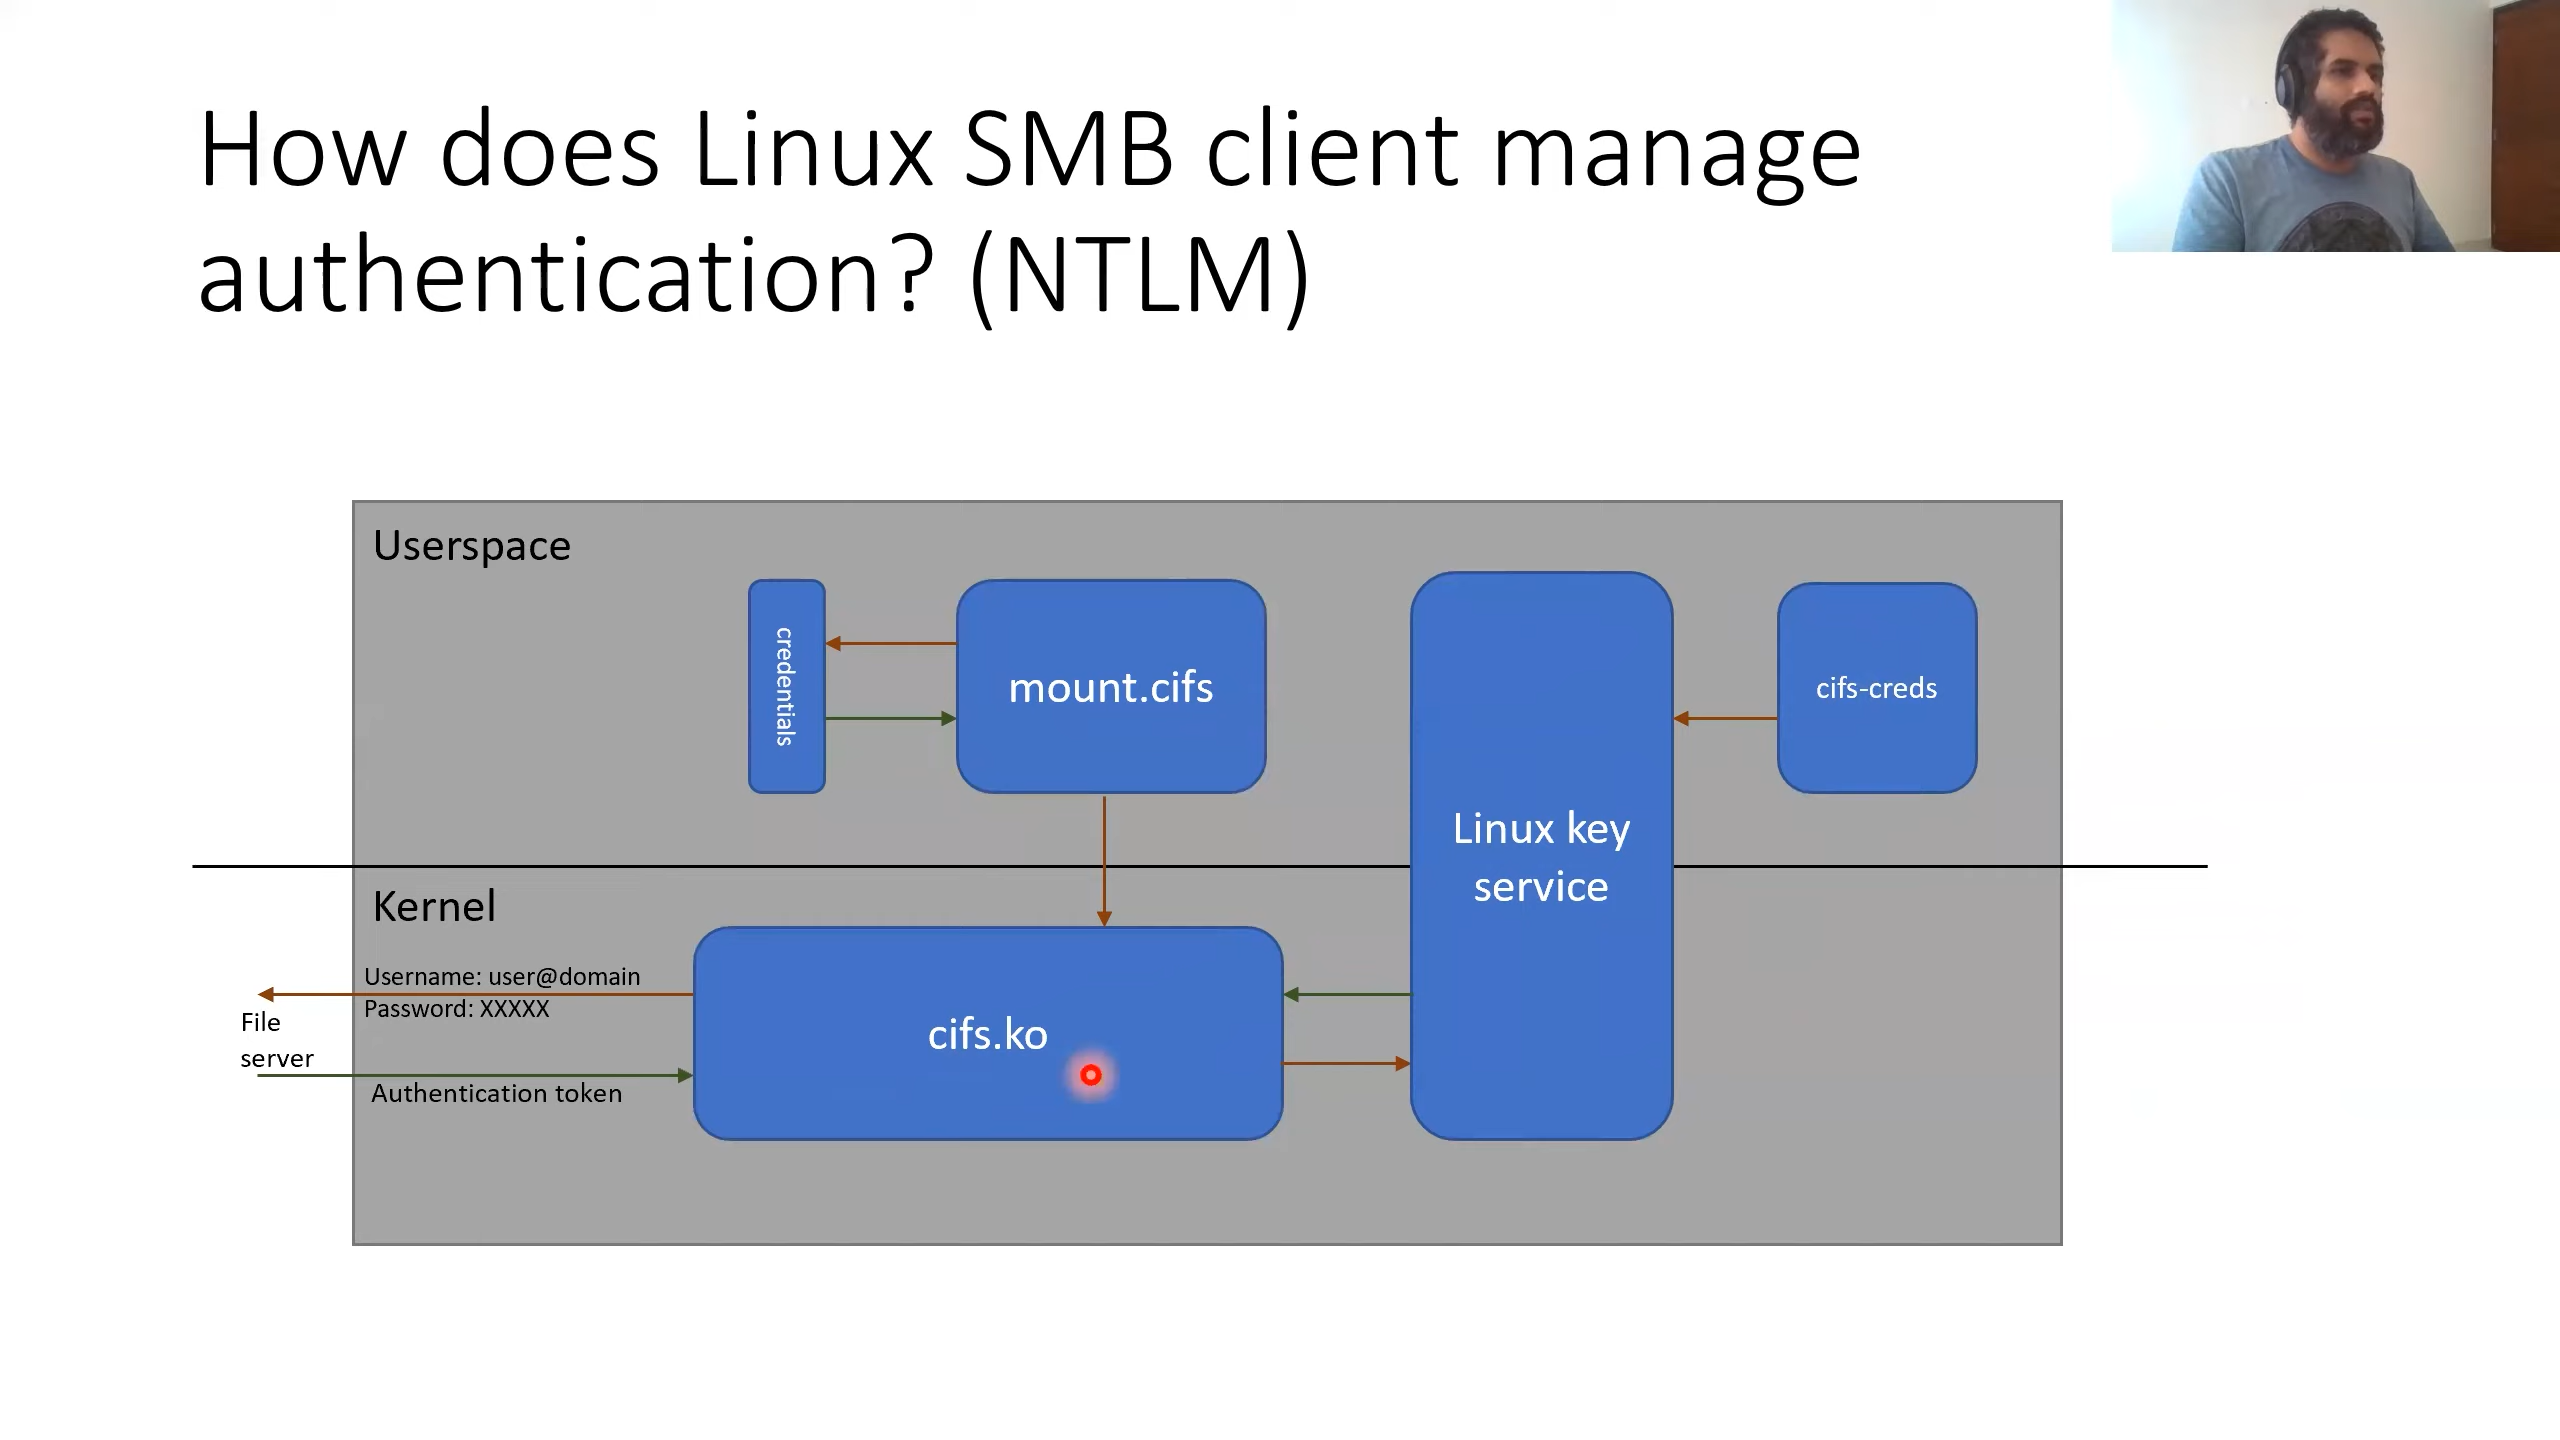 How does Linux SMB client manage
authentication? (NTLM)
Userspace
credentials
mount.cifs
cifs-creds
Linux key
service
Kernel
Username: user@domain
Password: XXXXX
File
server
cifs.ko
Authentication token